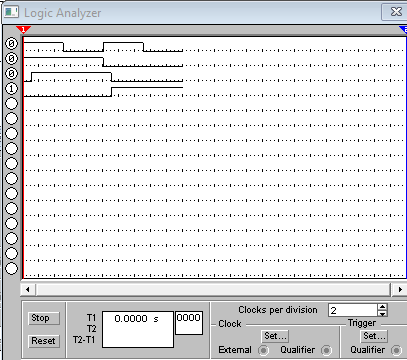 Logic Analyzer
1
0
0
0
1
Stop
Reset
T1
T2
T2-T1
0.0000 s
0000
Clocks per division 2
Clock
Set...
External Qualifier
Trigger
Set...
Qualifier